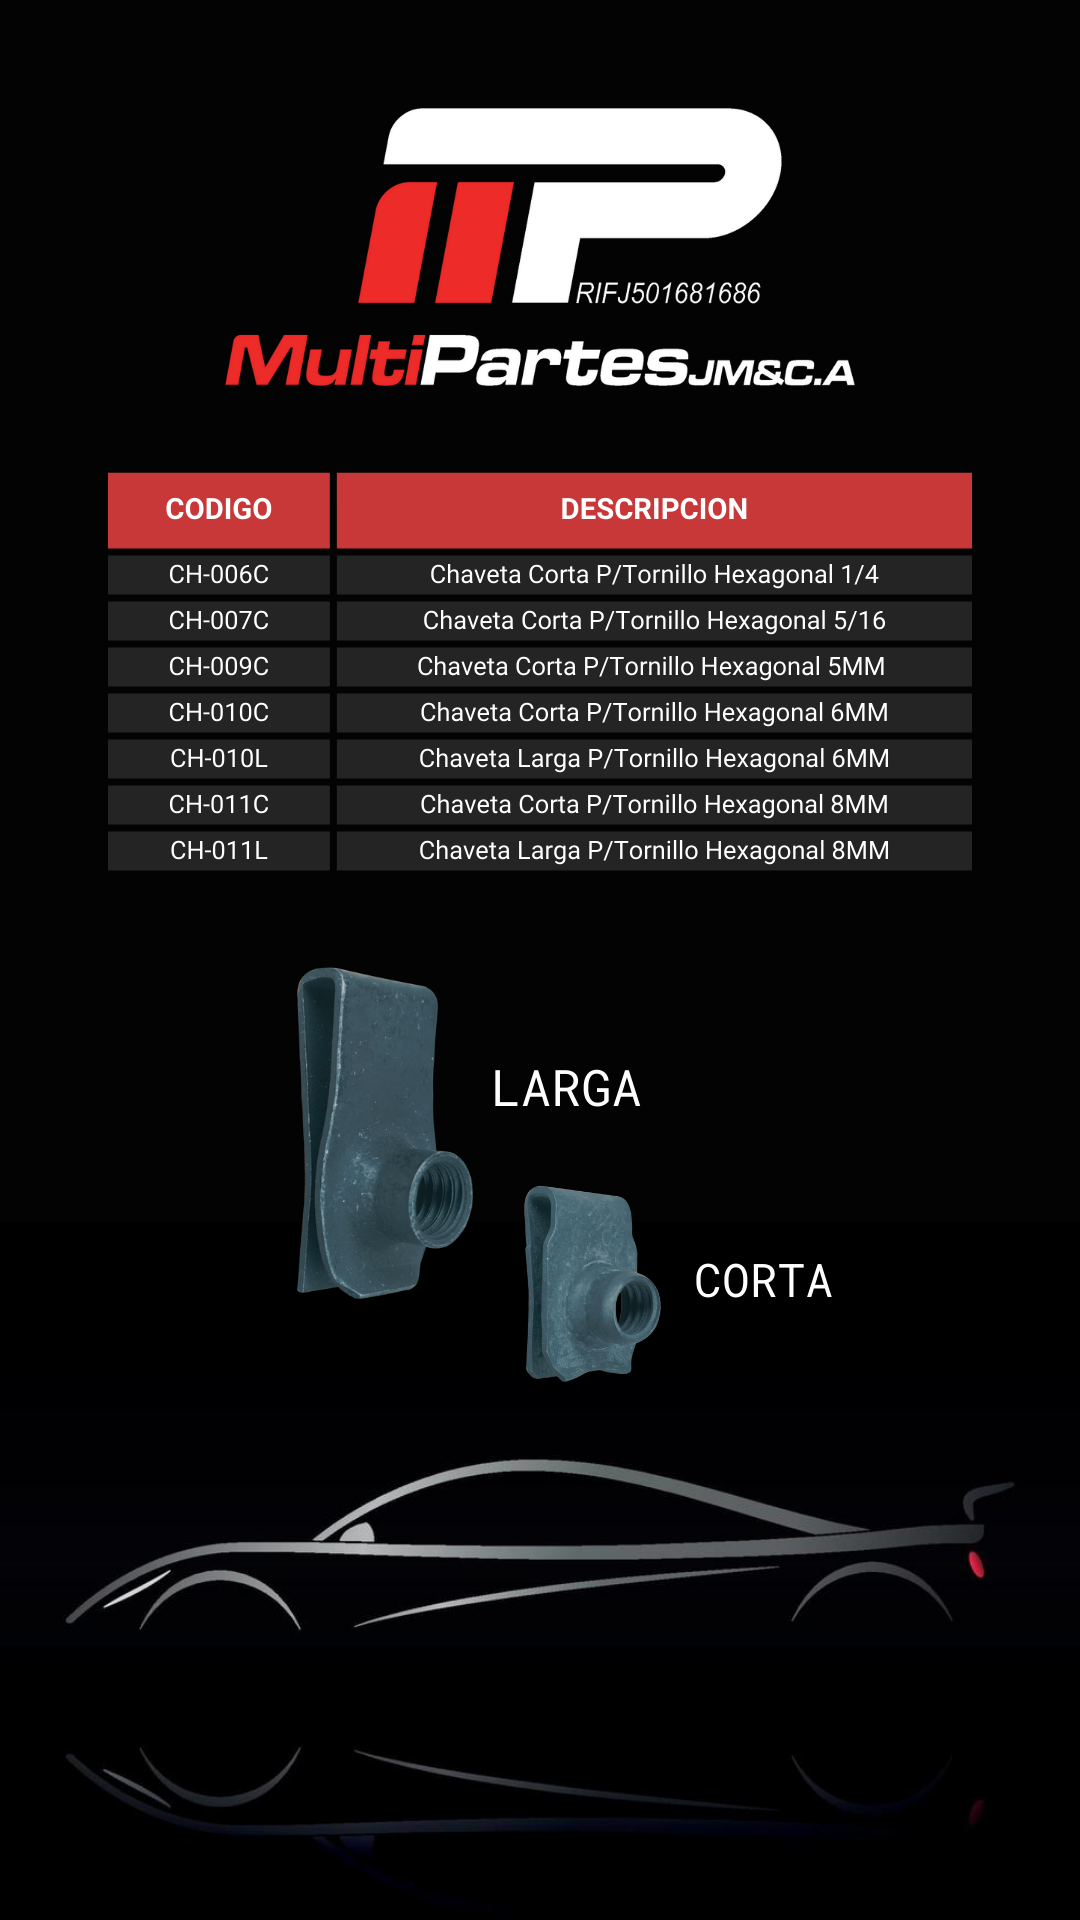 RIFJ501681686
MultiPartes JM&C.A
CODIGO DESCRIPCION
CH-006C Chaveta Corta P/Tornillo Hexagonal 1/4
CH-007C Chaveta Corta P/Tornillo Hexagonal 5/16
CH-009C Chaveta Corta P/Tornillo Hexagonal 5MM
CH-010C Chaveta Corta P/Tornillo Hexagonal 6MM
CH-010L Chaveta Larga P/Tornillo Hexagonal 6MM
CH-011C Chaveta Corta P/Tornillo Hexagonal 8MM
CH-011L Chaveta Larga P/Tornillo Hexagonal 8MM
LARGA
CORTA